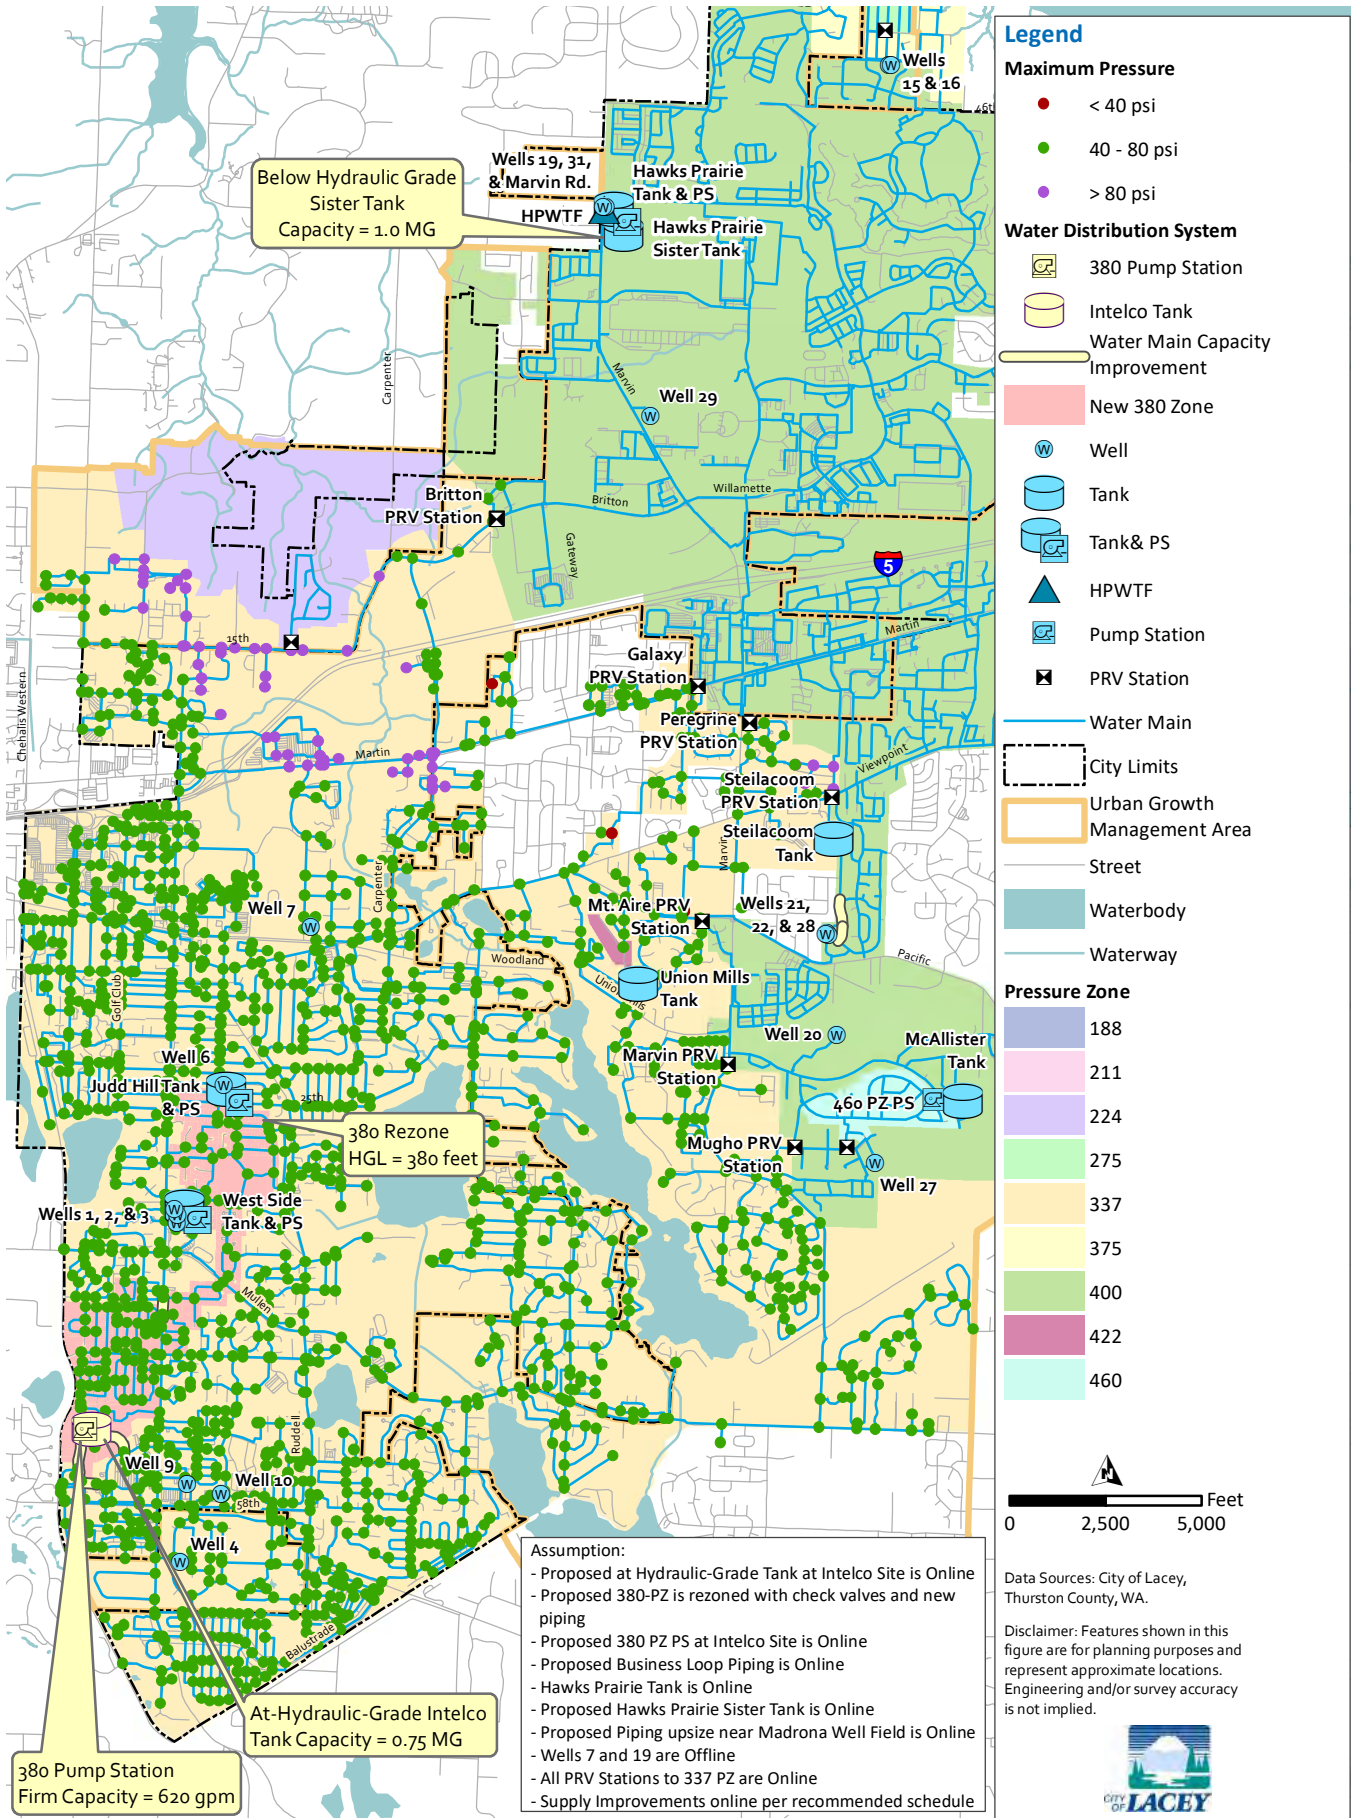 Wells
15 & 16
46th
Wells 19, 31,
& Marvin Rd.
Hawks Prairie
Tank & PS
HPWTF
Hawks Prairie
Sister Tank
Below Hydraulic Grade
Sister Tank
Capacity = 1.0 MG
Carpenter
Marvin
Well 29
Willamette
Britton
Britton
PRV Station
Gateway
5
15th
Martin
Galaxy
PRV Station
Chehalis Western
Peregrine
PRV Station
Martin
Viewpoint
Steilacoom
PRV Station
Steilacoom
Tank
Marvin
Carpenter
Well 7
Mt. Aire PRV
Station
Wells 21,
22, & 28
Pacific
Woodland
Golf Club
Union Mills
Union Mills
Tank
Well 20
McAllister
Tank
Well 6
Judd Hill Tank
& PS
25th
Marvin PRV
Station
460 PZ PS
380 Rezone
HGL = 380 feet
Mugho PRV
Station
Well 27
Wells 1, 2, & 3
West Side
Tank & PS
Mullen
Ruddell
Well 9
Well 10
58th
Well 4
Balustrade
At-Hydraulic-Grade Intelco
Tank Capacity = 0.75 MG
380 Pump Station
Firm Capacity = 620 gpm
Assumption:
- Proposed at Hydraulic-Grade Tank at Intelco Site is Online
- Proposed 380-PZ is rezoned with check valves and new
piping
- Proposed 380 PZ PS at Intelco Site is Online
- Proposed Business Loop Piping is Online
- Hawks Prairie Tank is Online
- Proposed Hawks Prairie Sister Tank is Online
- Proposed Piping upsize near Madrona Well Field is Online
- Wells 7 and 19 are Offline
- All PRV Stations to 337 PZ are Online
- Supply Improvements online per recommended schedule
Legend
Maximum Pressure
< 40 psi
40 - 80 psi
> 80 psi
Water Distribution System
380 Pump Station
Intelco Tank
Water Main Capacity
Improvement
New 380 Zone
Well
Tank
Tank& PS
HPWTF
Pump Station
PRV Station
Water Main
City Limits
Urban Growth
Management Area
Street
Waterbody
Waterway
Pressure Zone
188
211
224
275
337
375
400
422
460
N
Feet
0 2,500 5,000
Data Sources: City of Lacey,
Thurston County, WA.
Disclaimer: Features shown in this
figure are for planning purposes and
represent approximate locations.
Engineering and/or survey accuracy
is not implied.
CITY OF LACEY